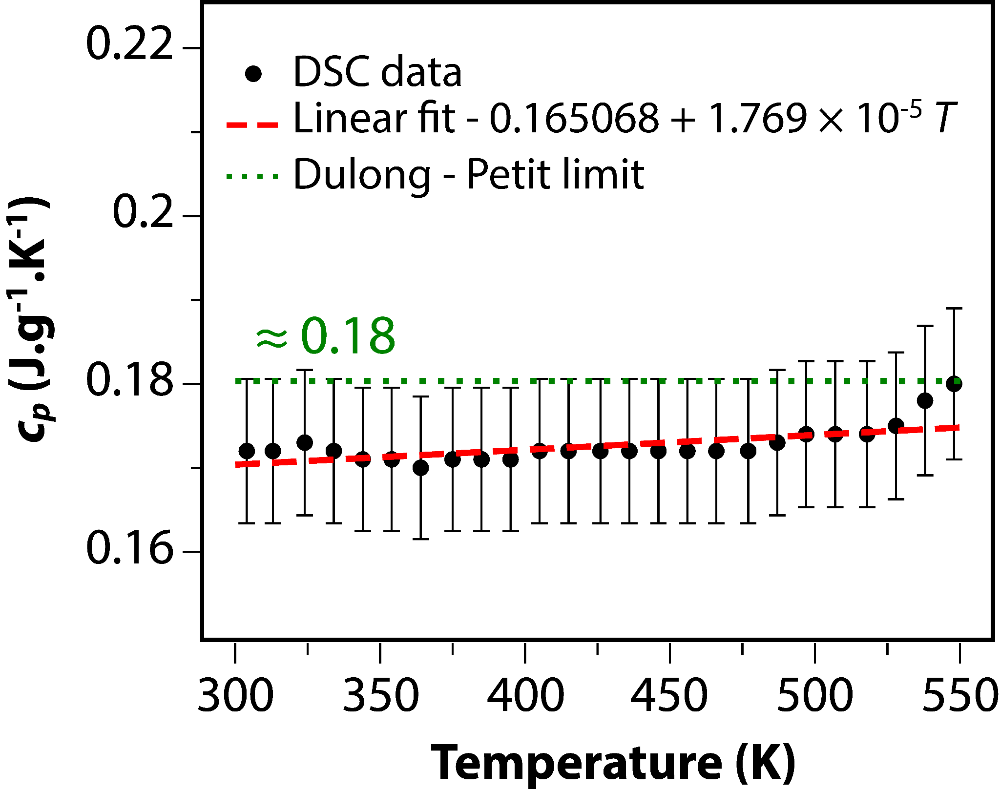 0.22
0.2
0.18
0.16
c_p (J.g⁻¹.K⁻¹)
DSC data
Linear fit - 0.165068 + 1.769 × 10⁻⁵ T
Dulong - Petit limit
≈ 0.18
300 350 400 450 500 550
Temperature (K)